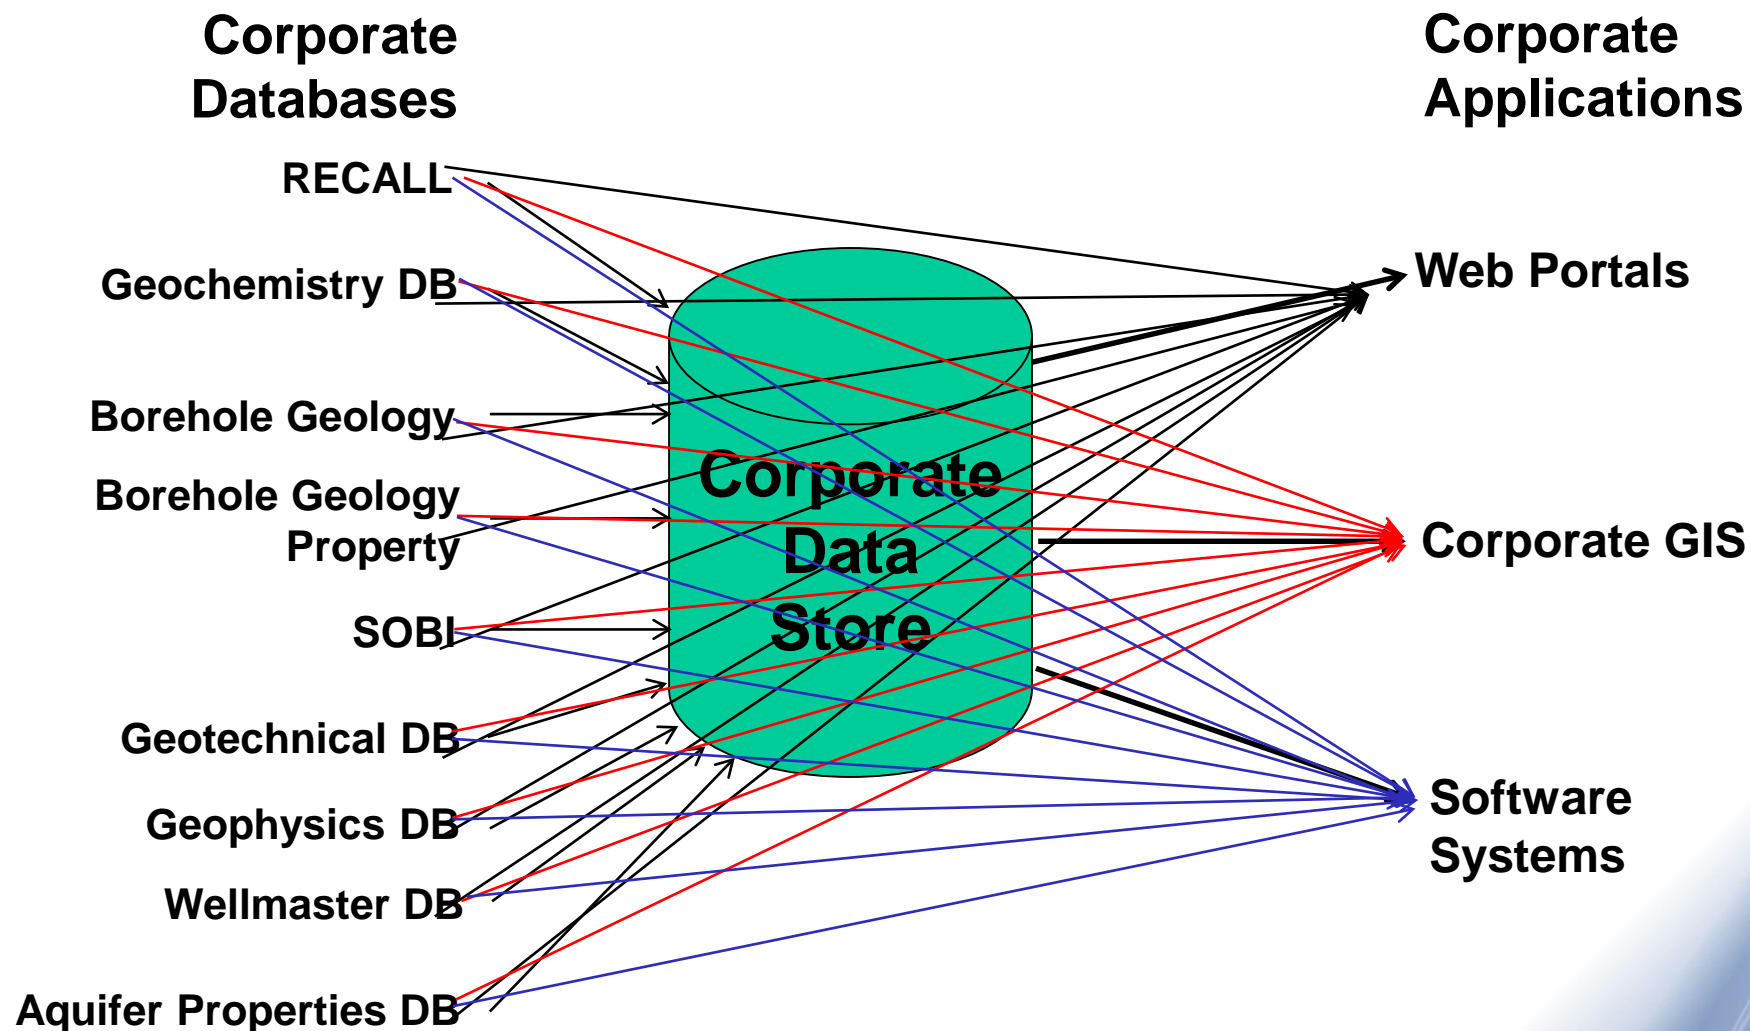 Corporate
Databases
RECALL
Geochemistry DB
Borehole Geology
Borehole Geology
Property
SOBI
Geotechnical DB
Geophysics DB
Wellmaster DB
Aquifer Properties DB
Corporate
Data
Store
Corporate
Applications
Web Portals
Corporate GIS
Software
Systems